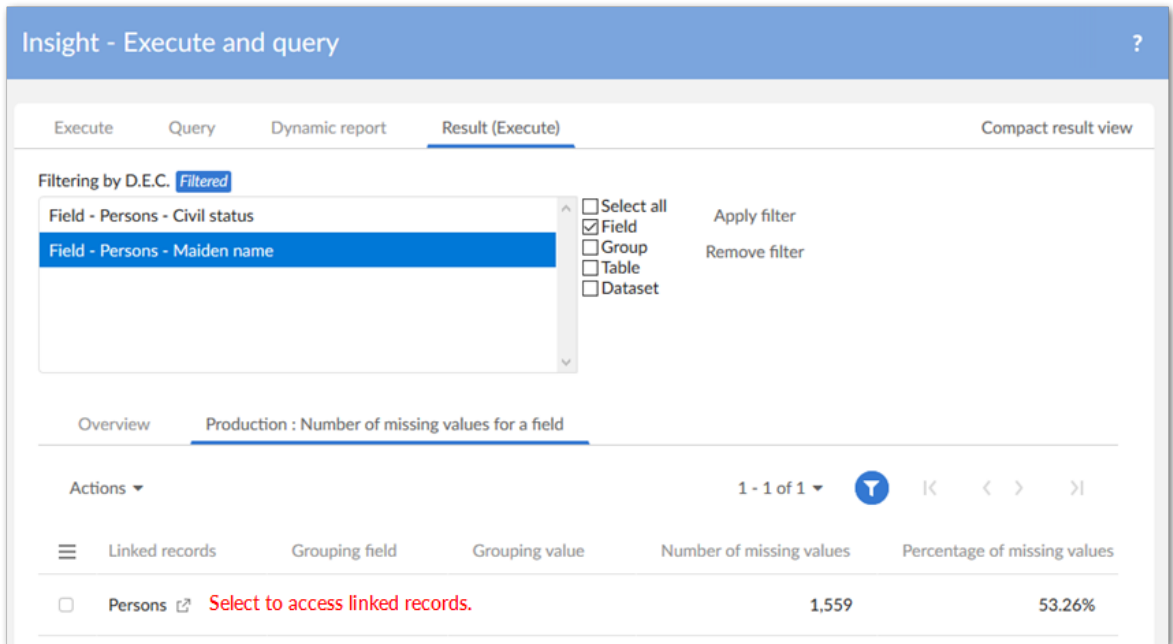 Insight - Execute and query ?
Execute Query Dynamic report Result (Execute) Compact result view
Filtering by D.E.C. Filtered
Field - Persons - Civil status
Field - Persons - Maiden name
Select all
Field
Group
Table
Dataset
Apply filter
Remove filter
Overview Production : Number of missing values for a field
Actions 1 - 1 of 1
Linked records Grouping field Grouping value Number of missing values Percentage of missing values
Persons Select to access linked records. 1,559 53.26%